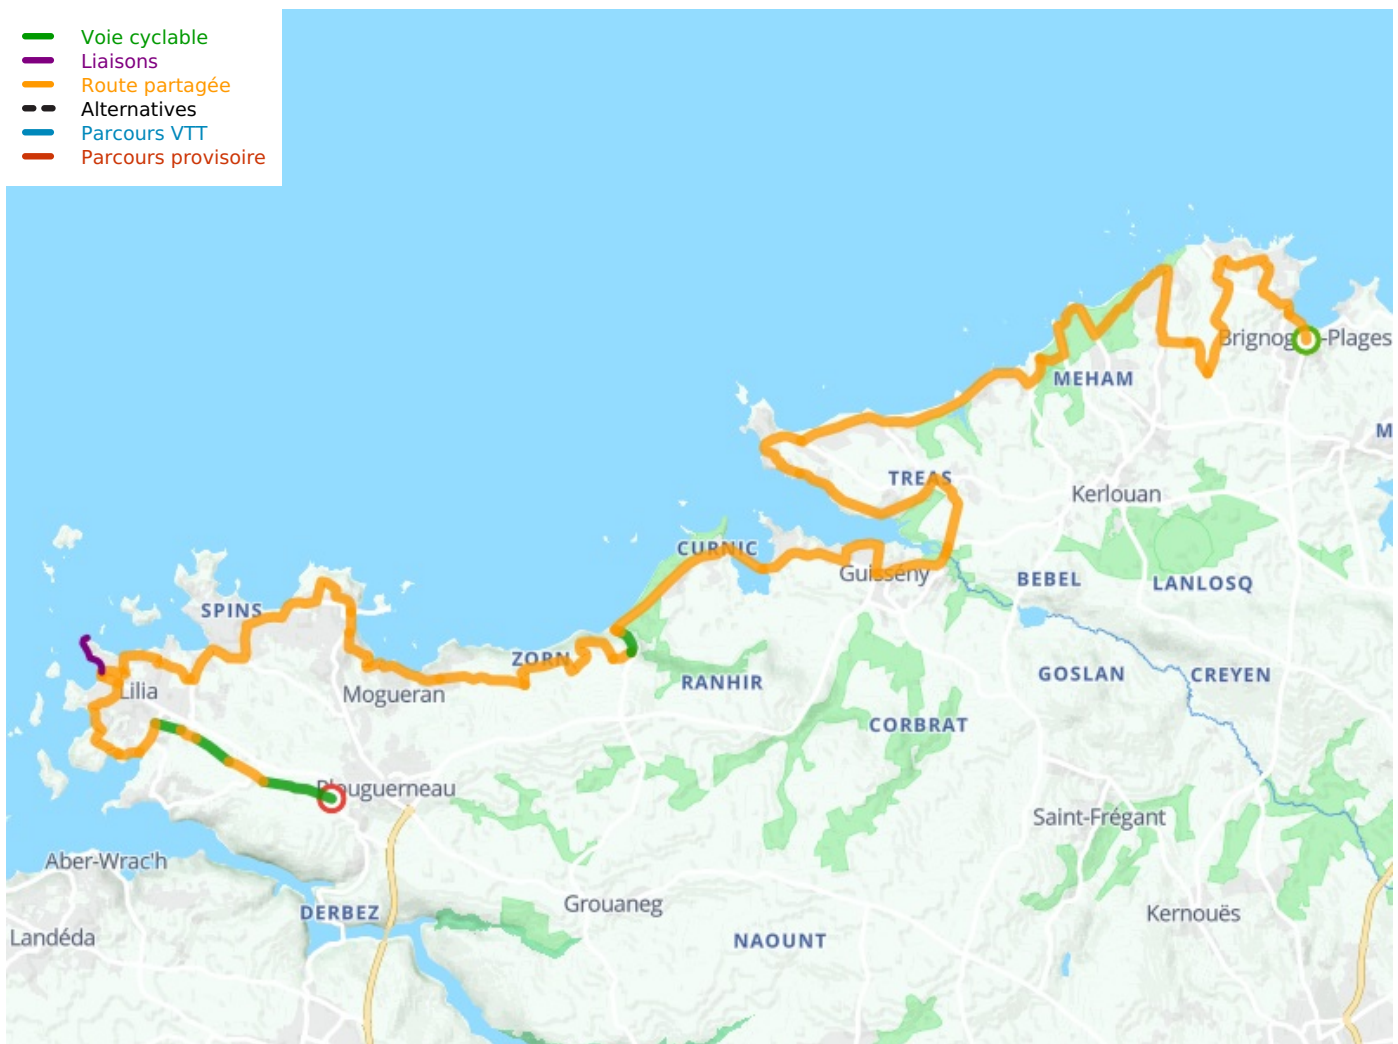 Voie cyclable
Liaisons
Route partagée
Alternatives
Parcours VTT
Parcours provisoire
Brignog -Plages
MEHAM
M
TREAS
Kerlouan
CURNIC
Guissény
BEBEL
LANLOSQ
SPINS
ZORN
Lilia
Mogueran
RANHIR
GOSLAN
CREYEN
CORBRAT
Plouguerneau
Saint-Frégant
Aber-Wrac'h
Grouaneg
DERBEZ
Kernouës
Landéda
NAOUNT